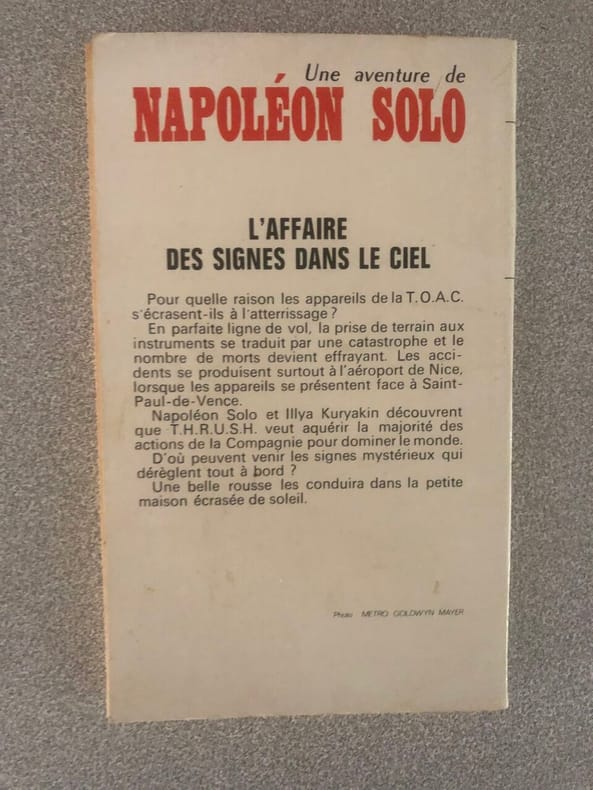 Une aventure de
NAPOLÉON SOLO
L'AFFAIRE
DES SIGNES DANS LE CIEL
Pour quelle raison les appareils de la T.O.A.C.
s'écrasent-ils à l'atterrissage ?
En parfaite ligne de vol, la prise de terrain aux
instruments se traduit par une catastrophe et le
nombre de morts devient effrayant. Les acci-
dents se produisent surtout à l'aéroport de Nice,
lorsque les appareils se présentent face à Saint-
Paul-de-Vence.
Napoléon Solo et Illya Kuryakin découvrent
que T.H.R.U.S.H. veut aquérir la majorité des
actions de la Compagnie pour dominer le monde.
D'où peuvent venir les signes mystérieux qui
dérèglent tout à bord ?
Une belle rousse les conduira dans la petite
maison écrasée de soleil.
Photo METRO GOLDWYN MAYER